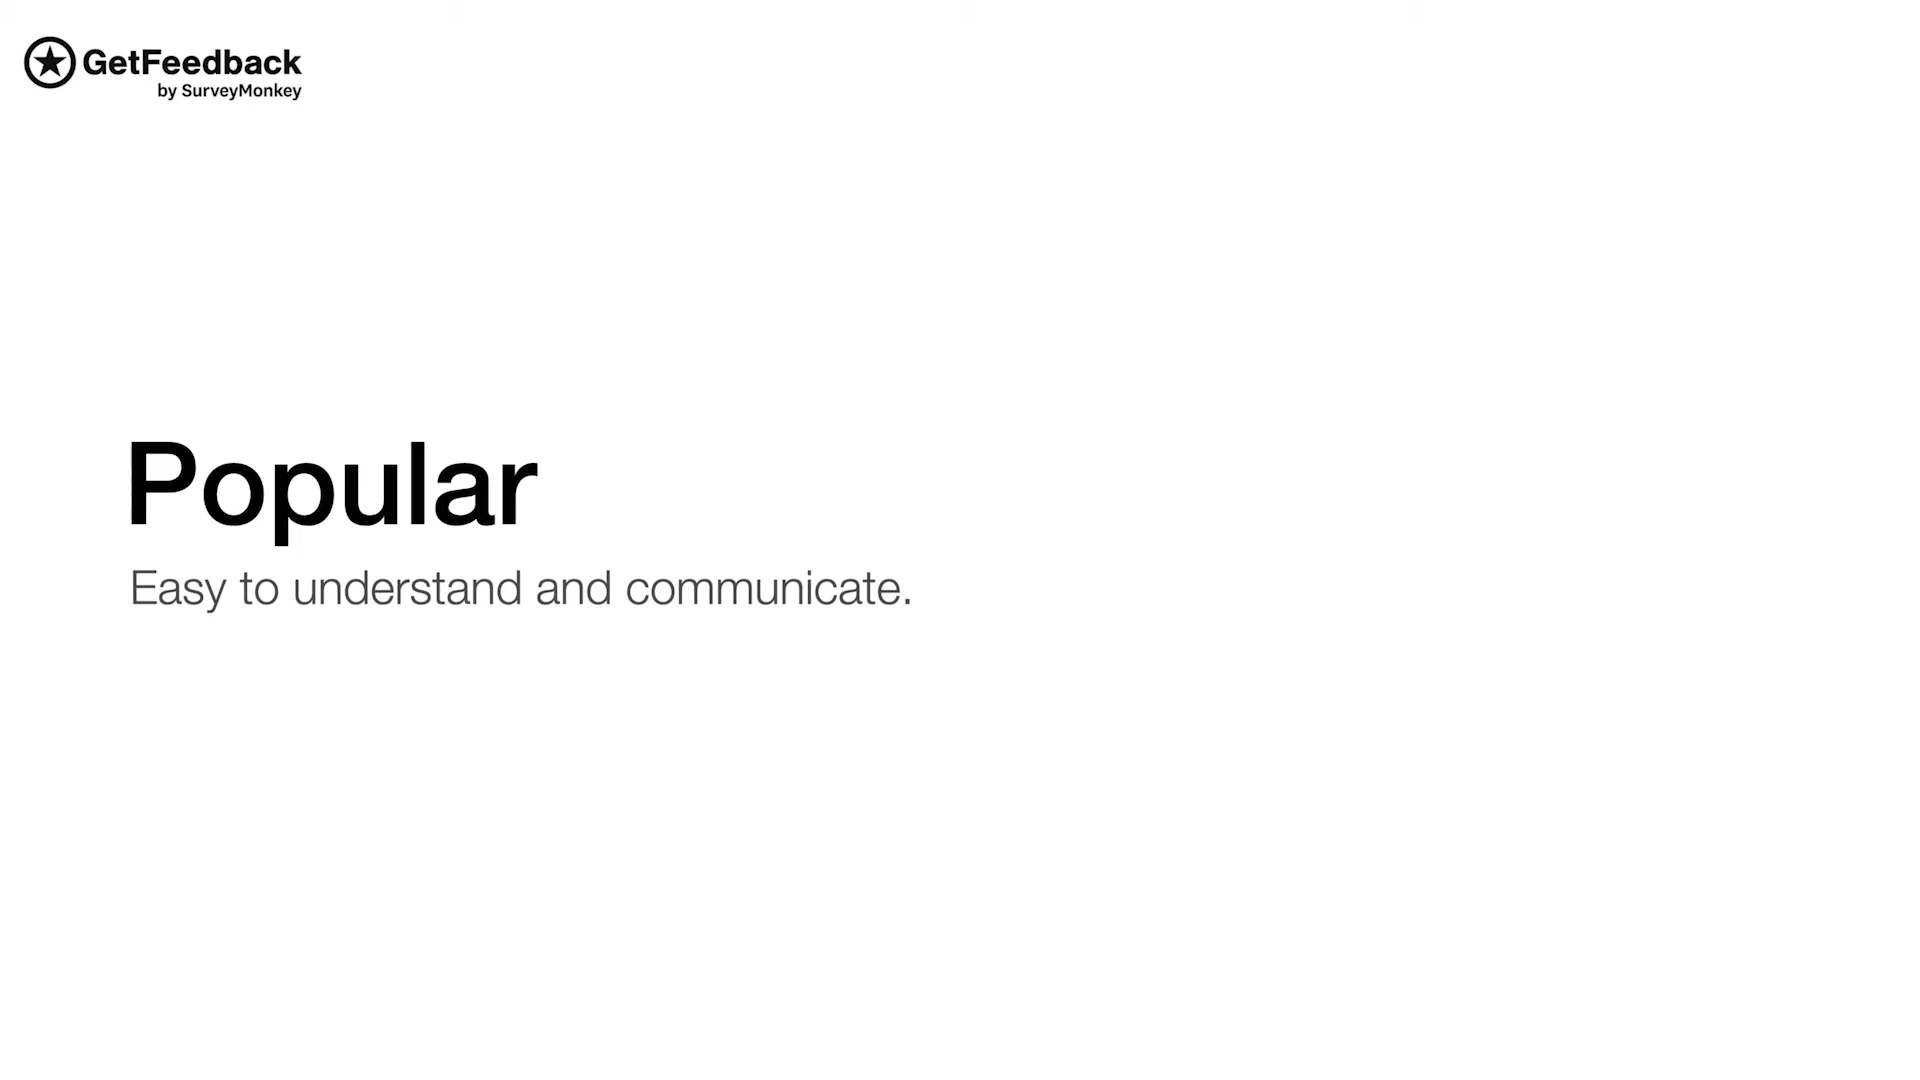 GetFeedback
by SurveyMonkey
Popular
Easy to understand and communicate.